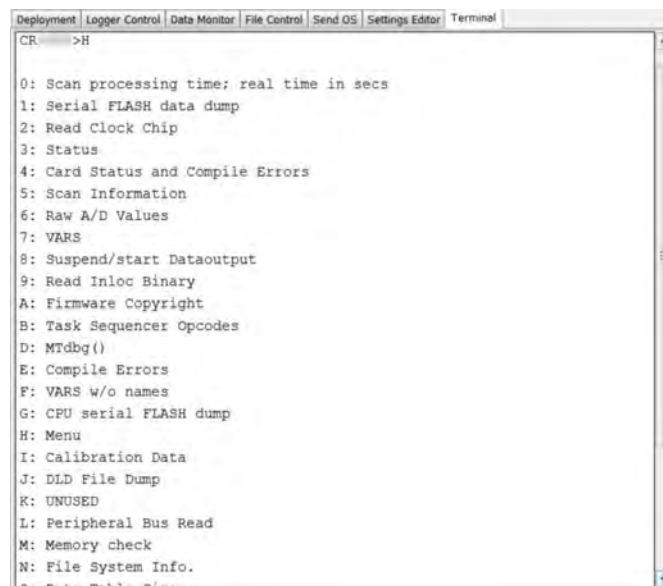 Deployment Logger Control Data Monitor File Control Send OS Settings Editor Terminal
CR >H
0: Scan processing time; real time in secs
1: Serial FLASH data dump
2: Read Clock Chip
3: Status
4: Card Status and Compile Errors
5: Scan Information
6: Raw A/D Values
7: VARS
8: Suspend/start Dataoutput
9: Read Inloc Binary
A: Firmware Copyright
B: Task Sequencer Opcodes
D: MTdbg()
E: Compile Errors
F: VARS w/o names
G: CPU serial FLASH dump
H: Menu
I: Calibration Data
J: DLD File Dump
K: UNUSED
L: Peripheral Bus Read
M: Memory check
N: File System Info.